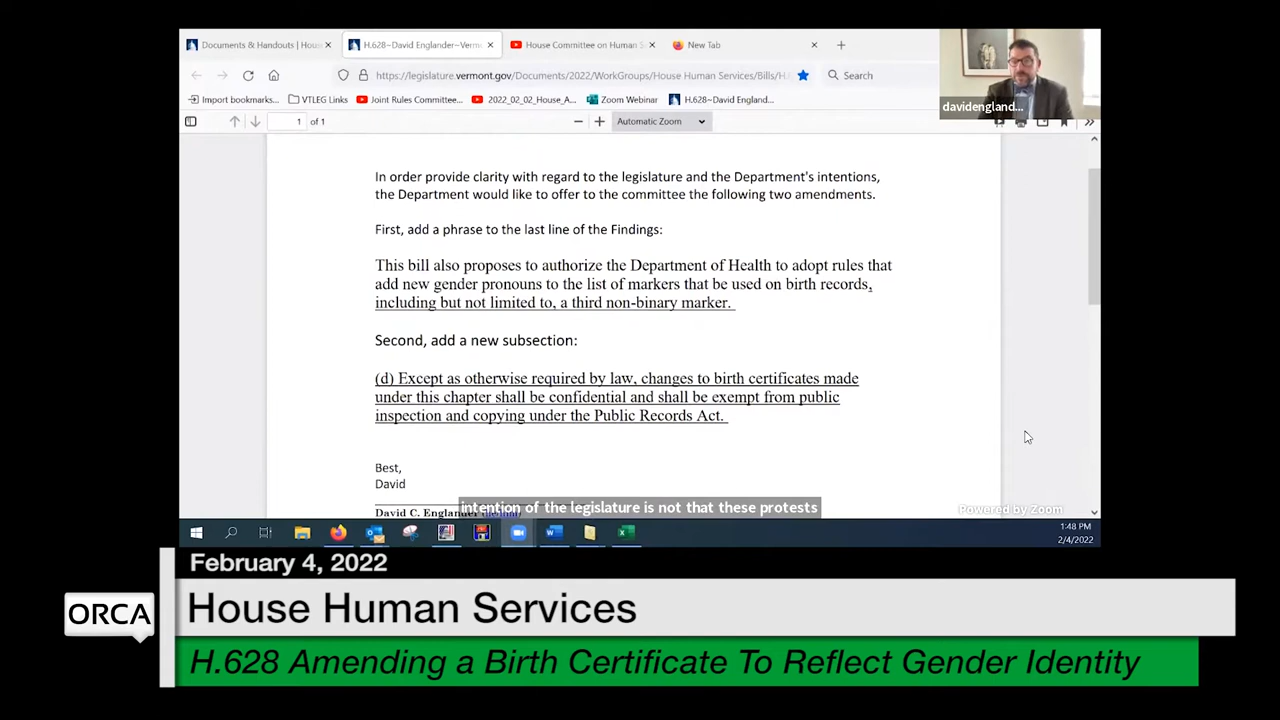 Documents & Handouts | Hou
H.628~David Englander~Verm
House Committee on Human S
New Tab
https://legislature.vermont.gov/Documents/2022/WorkGroups/House Human Services/Bills/H.
Search
Import bookmarks...
VTLEG Links
Joint Rules Committee...
2022_02_02_House_A...
Zoom Webinar
H.628~David England...
davidengland...
1 of 1
Automatic Zoom
In order provide clarity with regard to the legislature and the Department's intentions,
the Department would like to offer to the committee the following two amendments.
First, add a phrase to the last line of the Findings:
This bill also proposes to authorize the Department of Health to adopt rules that
add new gender pronouns to the list of markers that be used on birth records,
including but not limited to, a third non-binary marker.
Second, add a new subsection:
(d) Except as otherwise required by law, changes to birth certificates made
under this chapter shall be confidential and shall be exempt from public
inspection and copying under the Public Records Act.
Best,
David
David C. Englander
intention of the legislature is not that these protests
Powered by Zoom
1:48 PM
2/4/2022
February 4, 2022
ORCA
House Human Services
H.628 Amending a Birth Certificate To Reflect Gender Identity